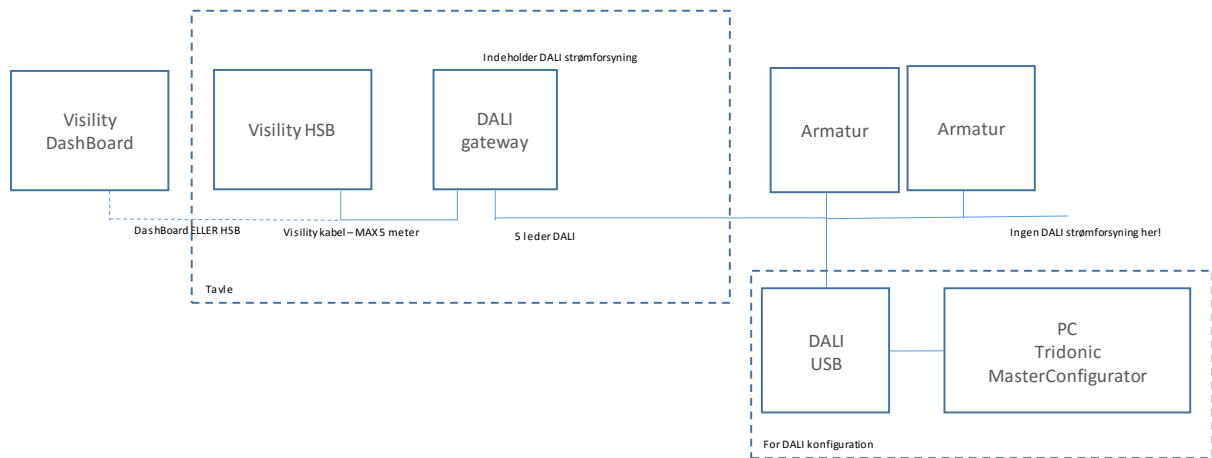 Indeholder DALI strømforsyning
Visility
DashBoard
Visility HSB
DALI
gateway
Armatur
Armatur
DashBoard ELLER HSB
Visility kabel – MAX 5 meter
5 leder DALI
Ingen DALI strømforsyning her!
Tavle
DALI
USB
PC
Tridonic
MasterConfigurator
For DALI konfiguration